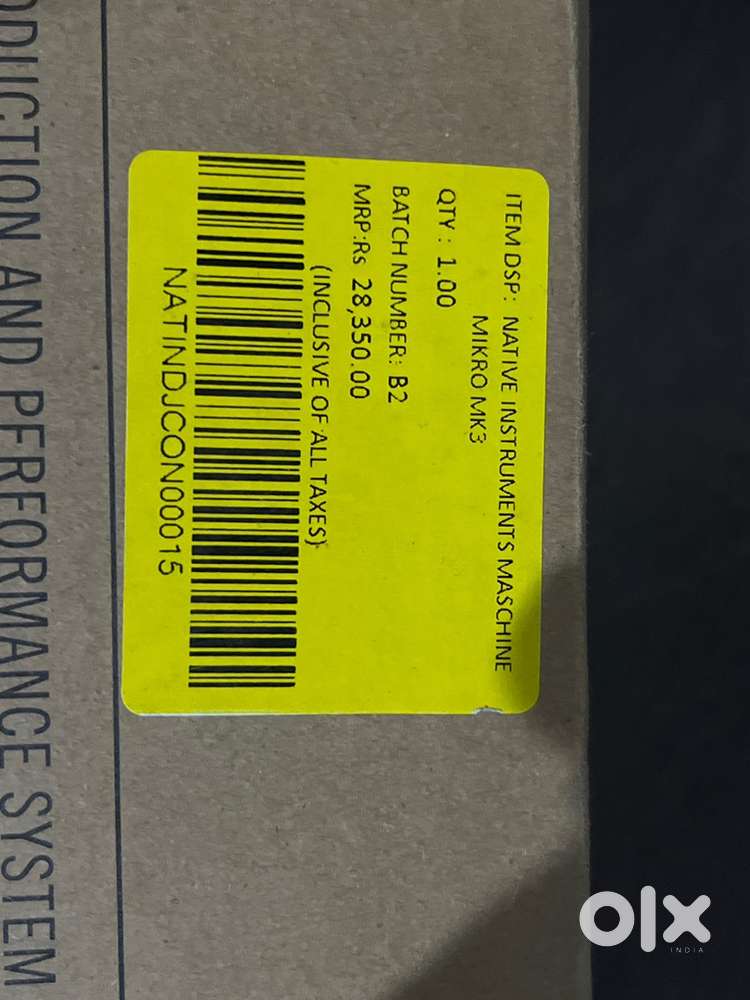 ITEM DSP: NATIVE INSTRUMENTS MASCHINE
MIKRO MK3
QTY : 1.00
BATCH NUMBER: B2
MRP:Rs 28,350.00
(INCLUSIVE OF ALL TAXES)
NATINDJCON00015
AND PERFORMANCE SYSTEM
olx
INDIA